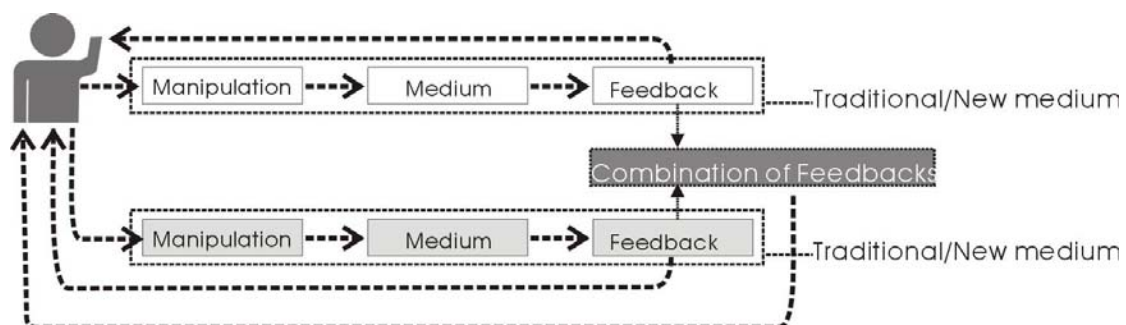 Manipulation
Medium
Feedback
Traditional/New medium
Combination of Feedbacks
Manipulation
Medium
Feedback
Traditional/New medium